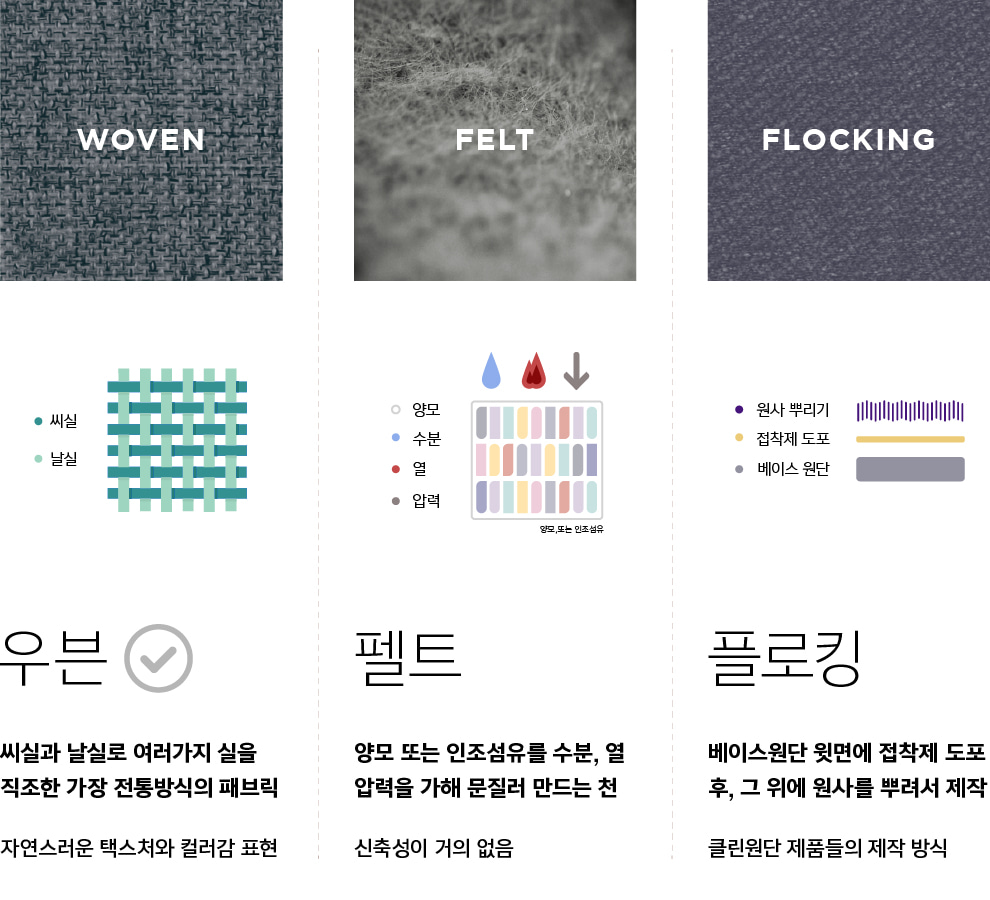 WOVEN
FELT
FLOCKING
씨실
날실
양모
수분
열
압력
양모,또는 인조섬유
원사 뿌리기
접착제 도포
베이스 원단
우븐
씨실과 날실로 여러가지 실을
직조한 가장 전통방식의 패브릭
자연스러운 택스처와 컬러감 표현
펠트
양모 또는 인조섬유를 수분, 열
압력을 가해 문질러 만드는 천
신축성이 거의 없음
플로킹
베이스원단 윗면에 접착제 도포
후, 그 위에 원사를 뿌려서 제작
클린원단 제품들의 제작 방식